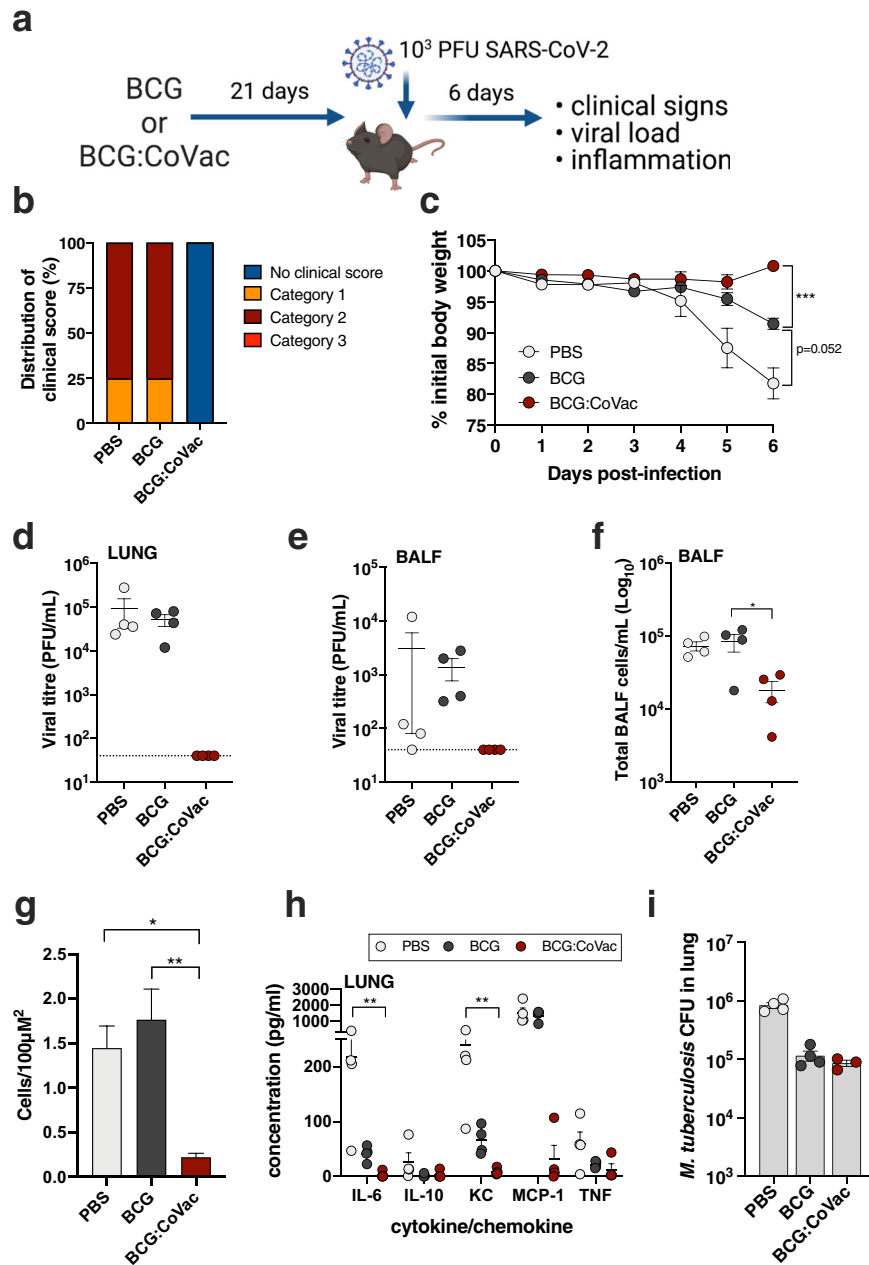 a
10³ PFU SARS-CoV-2
BCG
or
BCG:CoVac
21 days
6 days
• clinical signs
• viral load
• inflammation
b
Distribution of
clinical score (%)
100
75
50
25
0
PBS
BCG
BCG:CoVac
No clinical score
Category 1
Category 2
Category 3
c
% initial body weight
105
100
95
90
85
80
75
PBS
BCG
BCG:CoVac
***
p=0.052
0 1 2 3 4 5 6
Days post-infection
d
LUNG
Viral titre (PFU/mL)
10⁶
10⁵
10⁴
10³
10²
10¹
PBS
BCG
BCG:CoVac
e
BALF
Viral titre (PFU/mL)
10⁵
10⁴
10³
10²
10¹
PBS
BCG
BCG:CoVac
f
BALF
Total BALF cells/mL (Log₁₀)
10⁶
10⁵
10⁴
10³
*
PBS
BCG
BCG:CoVac
g
Cells/100µM²
2.5
2.0
1.5
1.0
0.5
0.0
*
**
PBS
BCG
BCG:CoVac
h
PBS BCG BCG:CoVac
LUNG
concentration (pg/ml)
3000
2000
1000
200
100
0
**
**
IL-6 IL-10 KC MCP-1 TNF
cytokine/chemokine
i
M. tuberculosis CFU in lung
10⁷
10⁶
10⁵
10⁴
10³
PBS
BCG
BCG:CoVac